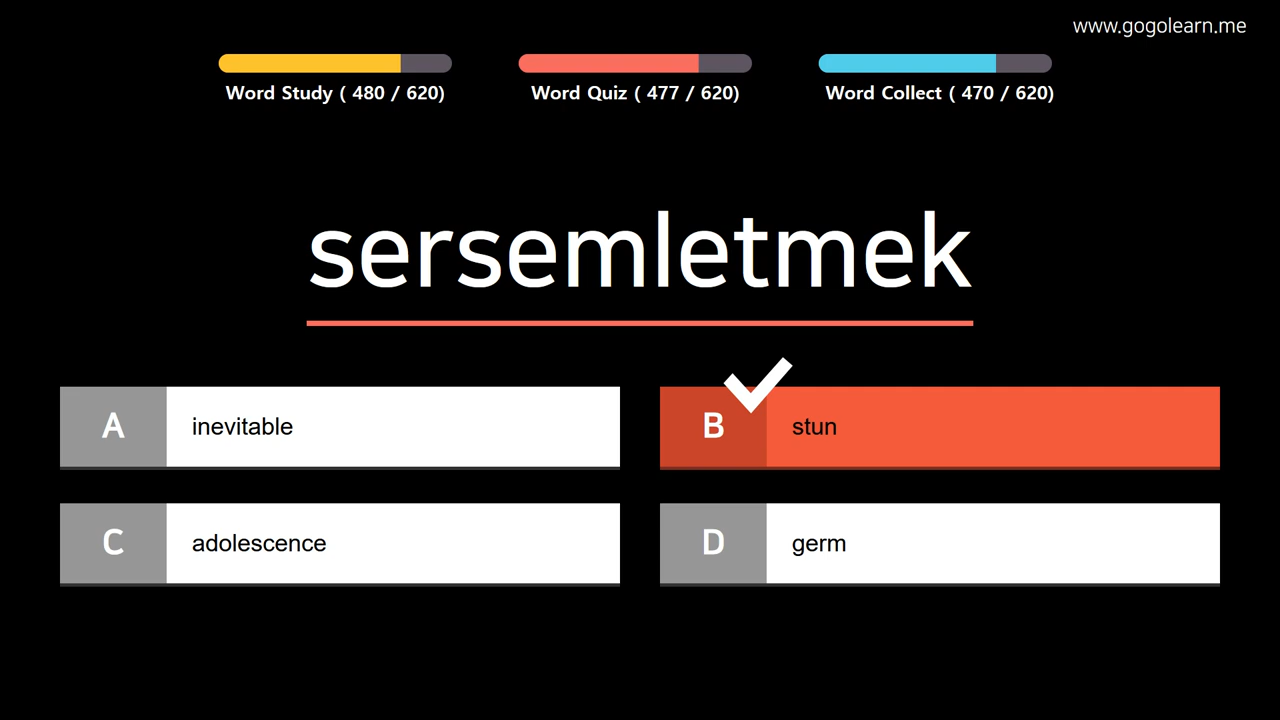 www.gogolearn.me
Word Study ( 480 / 620)
Word Quiz ( 477 / 620)
Word Collect ( 470 / 620)
sersemletmek
A inevitable
B stun
C adolescence
D germ